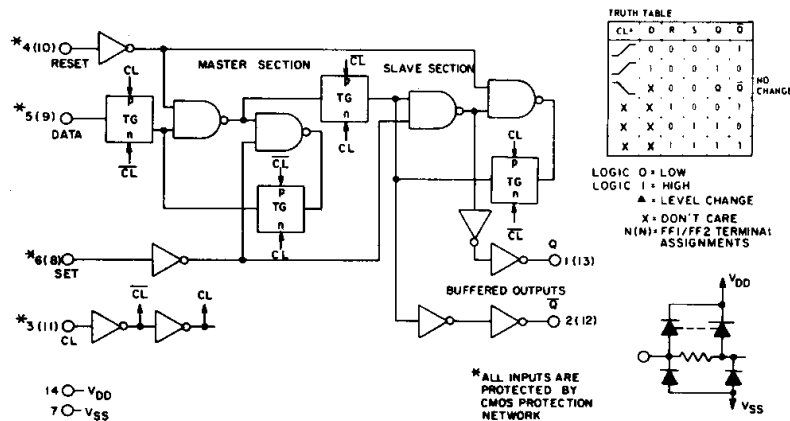 TRUTH TABLE
CL▲ D R S Q Q̅
0 0 0 0 1
1 0 0 1 0
X 0 0 Q Q̅
NO CHANGE
X X 1 0 0 1
X X 0 1 1 0
X X 1 1 1 1
LOGIC 0 = LOW
LOGIC 1 = HIGH
▲ = LEVEL CHANGE
X = DON'T CARE
N(N) = FF1/FF2 TERMINAL
ASSIGNMENTS
*4(10)
RESET
MASTER SECTION
SLAVE SECTION
CL
p
TG
n
C̅L̅
*5(9)
DATA
C̅L̅
p
TG
n
CL
C̅L̅
p
TG
n
CL
CL
p
TG
n
C̅L̅
*6(8)
SET
Q
1(13)
BUFFERED OUTPUTS
Q̅
2(12)
*3(11)
CL
C̅L̅
CL
14 VDD
7 VSS
*ALL INPUTS ARE
PROTECTED BY
CMOS PROTECTION
NETWORK
VDD
VSS